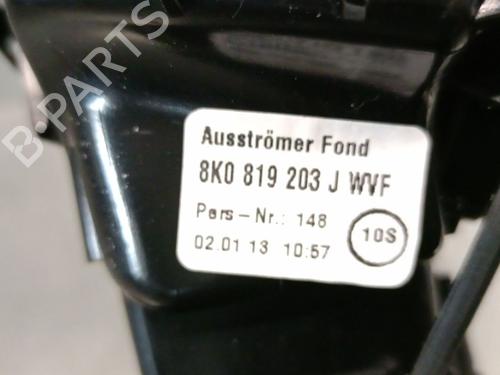 B-PARTS
Ausströmer Fond
8K0 819 203 J WVF
Pers-Nr.: 148
10S
02.01 13 10:57